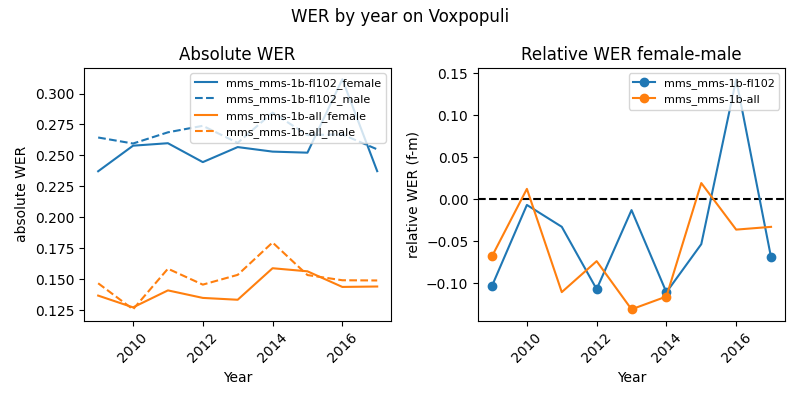 WER by year on Voxpopuli
Absolute WER
absolute WER
0.300
0.275
0.250
0.225
0.200
0.175
0.150
0.125
mms_mms-1b-fl102_female
mms_mms-1b-fl102_male
mms_mms-1b-all_female
mms_mms-1b-all_male
2010
2012
2014
2016
Year
Relative WER female-male
relative WER (f-m)
0.15
0.10
0.05
0.00
−0.05
−0.10
mms_mms-1b-fl102
mms_mms-1b-all
2010
2012
2014
2016
Year